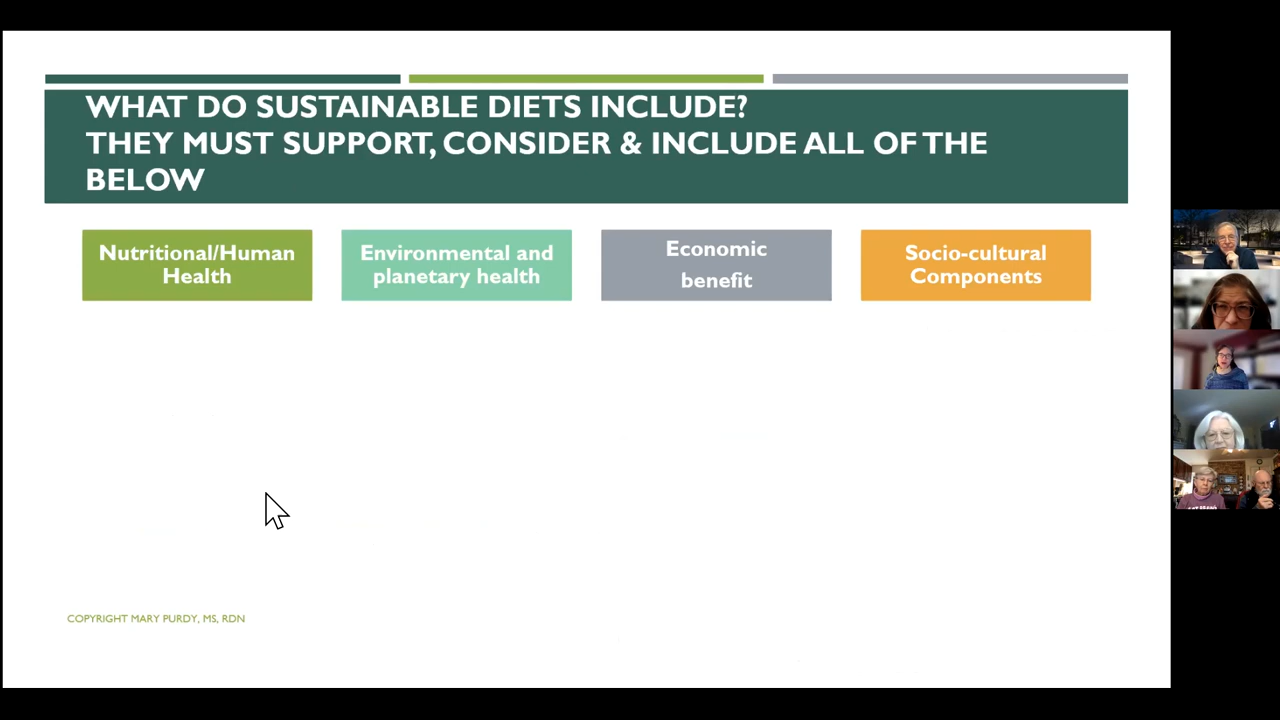 WHAT DO SUSTAINABLE DIETS INCLUDE?
THEY MUST SUPPORT, CONSIDER & INCLUDE ALL OF THE
BELOW
Nutritional/Human
Health
Environmental and
planetary health
Economic
benefit
Socio-cultural
Components
COPYRIGHT MARY PURDY, MS, RDN